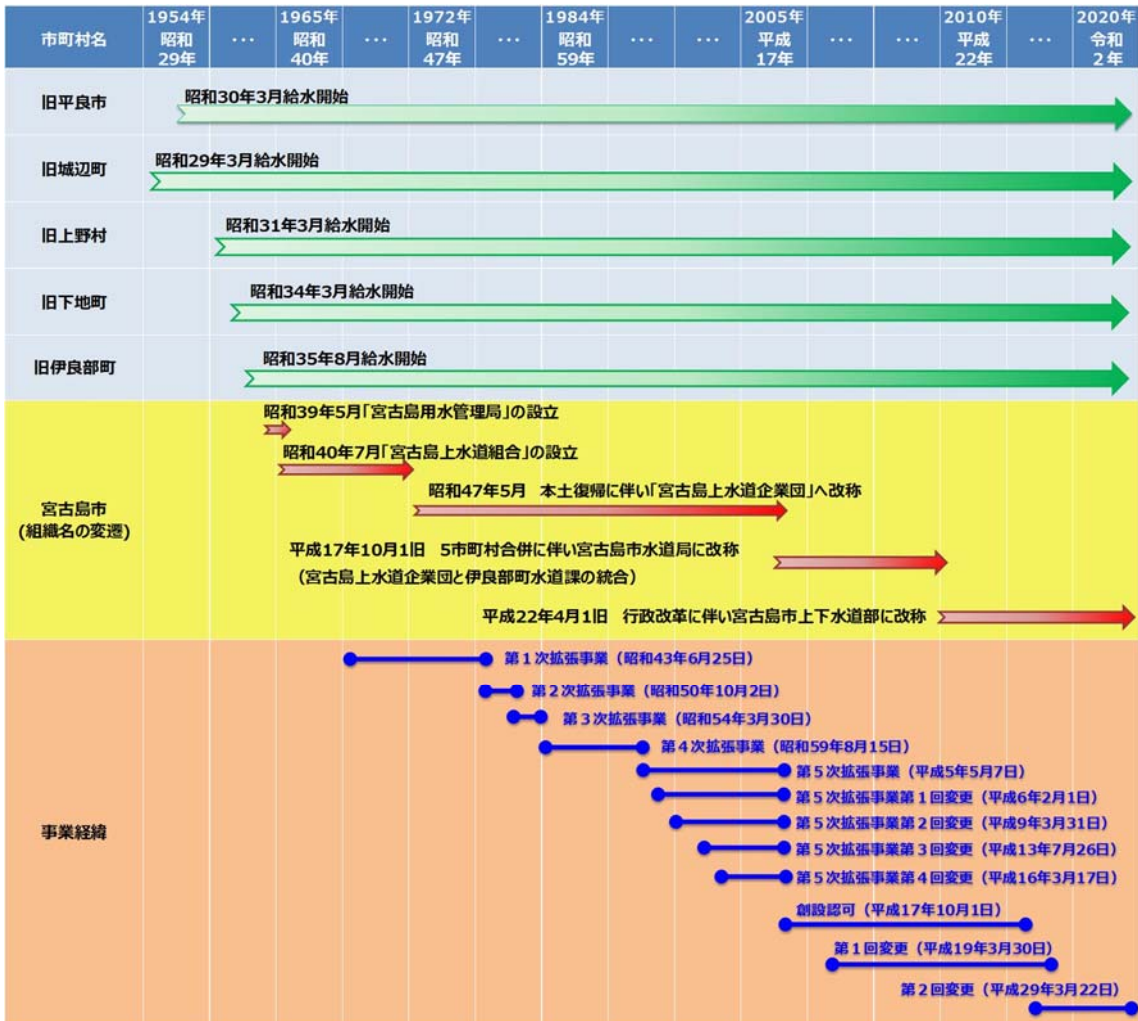 市町村名
1954年
昭和
29年
...
1965年
昭和
40年
...
1972年
昭和
47年
...
1984年
昭和
59年
...
...
2005年
平成
17年
...
...
2010年
平成
22年
...
2020年
令和
2年
旧平良市
昭和30年3月給水開始
旧城辺町
昭和29年3月給水開始
旧上野村
昭和31年3月給水開始
旧下地町
昭和34年3月給水開始
旧伊良部町
昭和35年8月給水開始
宮古島市
(組織名の変遷)
昭和39年5月「宮古島用水管理局」の設立
昭和40年7月「宮古島上水道組合」の設立
昭和47年5月 本土復帰に伴い「宮古島上水道企業団」へ改称
平成17年10月1旧 5市町村合併に伴い宮古島市水道局に改称
（宮古島上水道企業団と伊良部町水道課の統合）
平成22年4月1旧 行政改革に伴い宮古島市上下水道部に改称
事業経緯
第1次拡張事業（昭和43年6月25日）
第2次拡張事業（昭和50年10月2日）
第3次拡張事業（昭和54年3月30日）
第4次拡張事業（昭和59年8月15日）
第5次拡張事業（平成5年5月7日）
第5次拡張事業第1回変更（平成6年2月1日）
第5次拡張事業第2回変更（平成9年3月31日）
第5次拡張事業第3回変更（平成13年7月26日）
第5次拡張事業第4回変更（平成16年3月17日）
創設認可（平成17年10月1日）
第1回変更（平成19年3月30日）
第2回変更（平成29年3月22日）